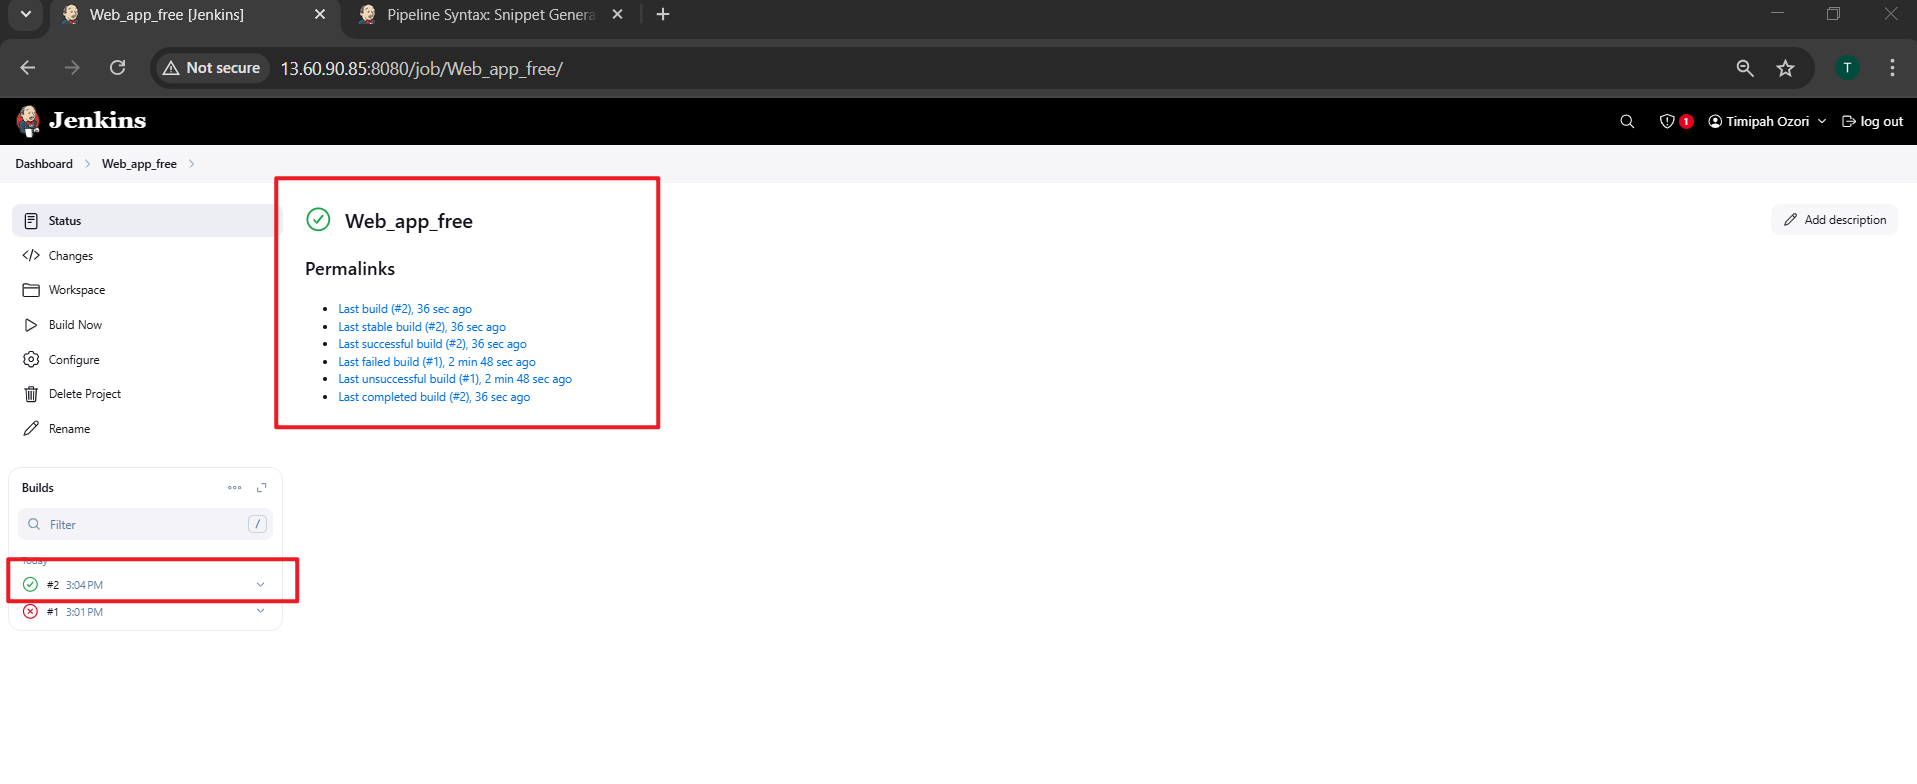 Web_app_free [Jenkins]
Pipeline Syntax: Snippet Genera
Not secure
13.60.90.85:8080/job/Web_app_free/
T
Jenkins
1
Timipah Ozori
log out
Dashboard
Web_app_free
Status
Changes
Workspace
Build Now
Configure
Delete Project
Rename
Web_app_free
Add description
Permalinks
Last build (#2), 36 sec ago
Last stable build (#2), 36 sec ago
Last successful build (#2), 36 sec ago
Last failed build (#1), 2 min 48 sec ago
Last unsuccessful build (#1), 2 min 48 sec ago
Last completed build (#2), 36 sec ago
Builds
Filter
/
Today
#2 3:04 PM
#1 3:01 PM